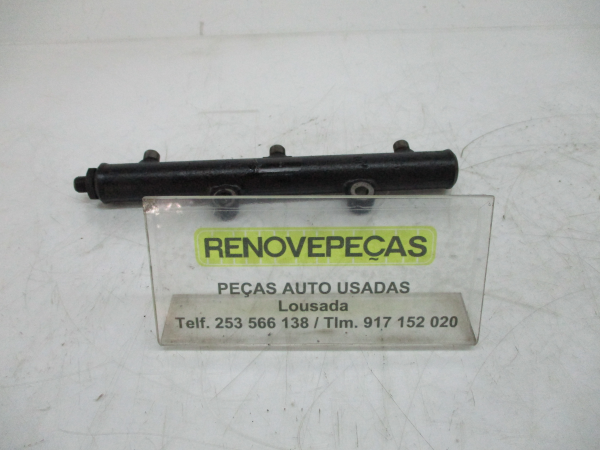 RENOVEPEÇAS
PEÇAS AUTO USADAS
Lousada
Telf. 253 566 138 / Tlm. 917 152 020